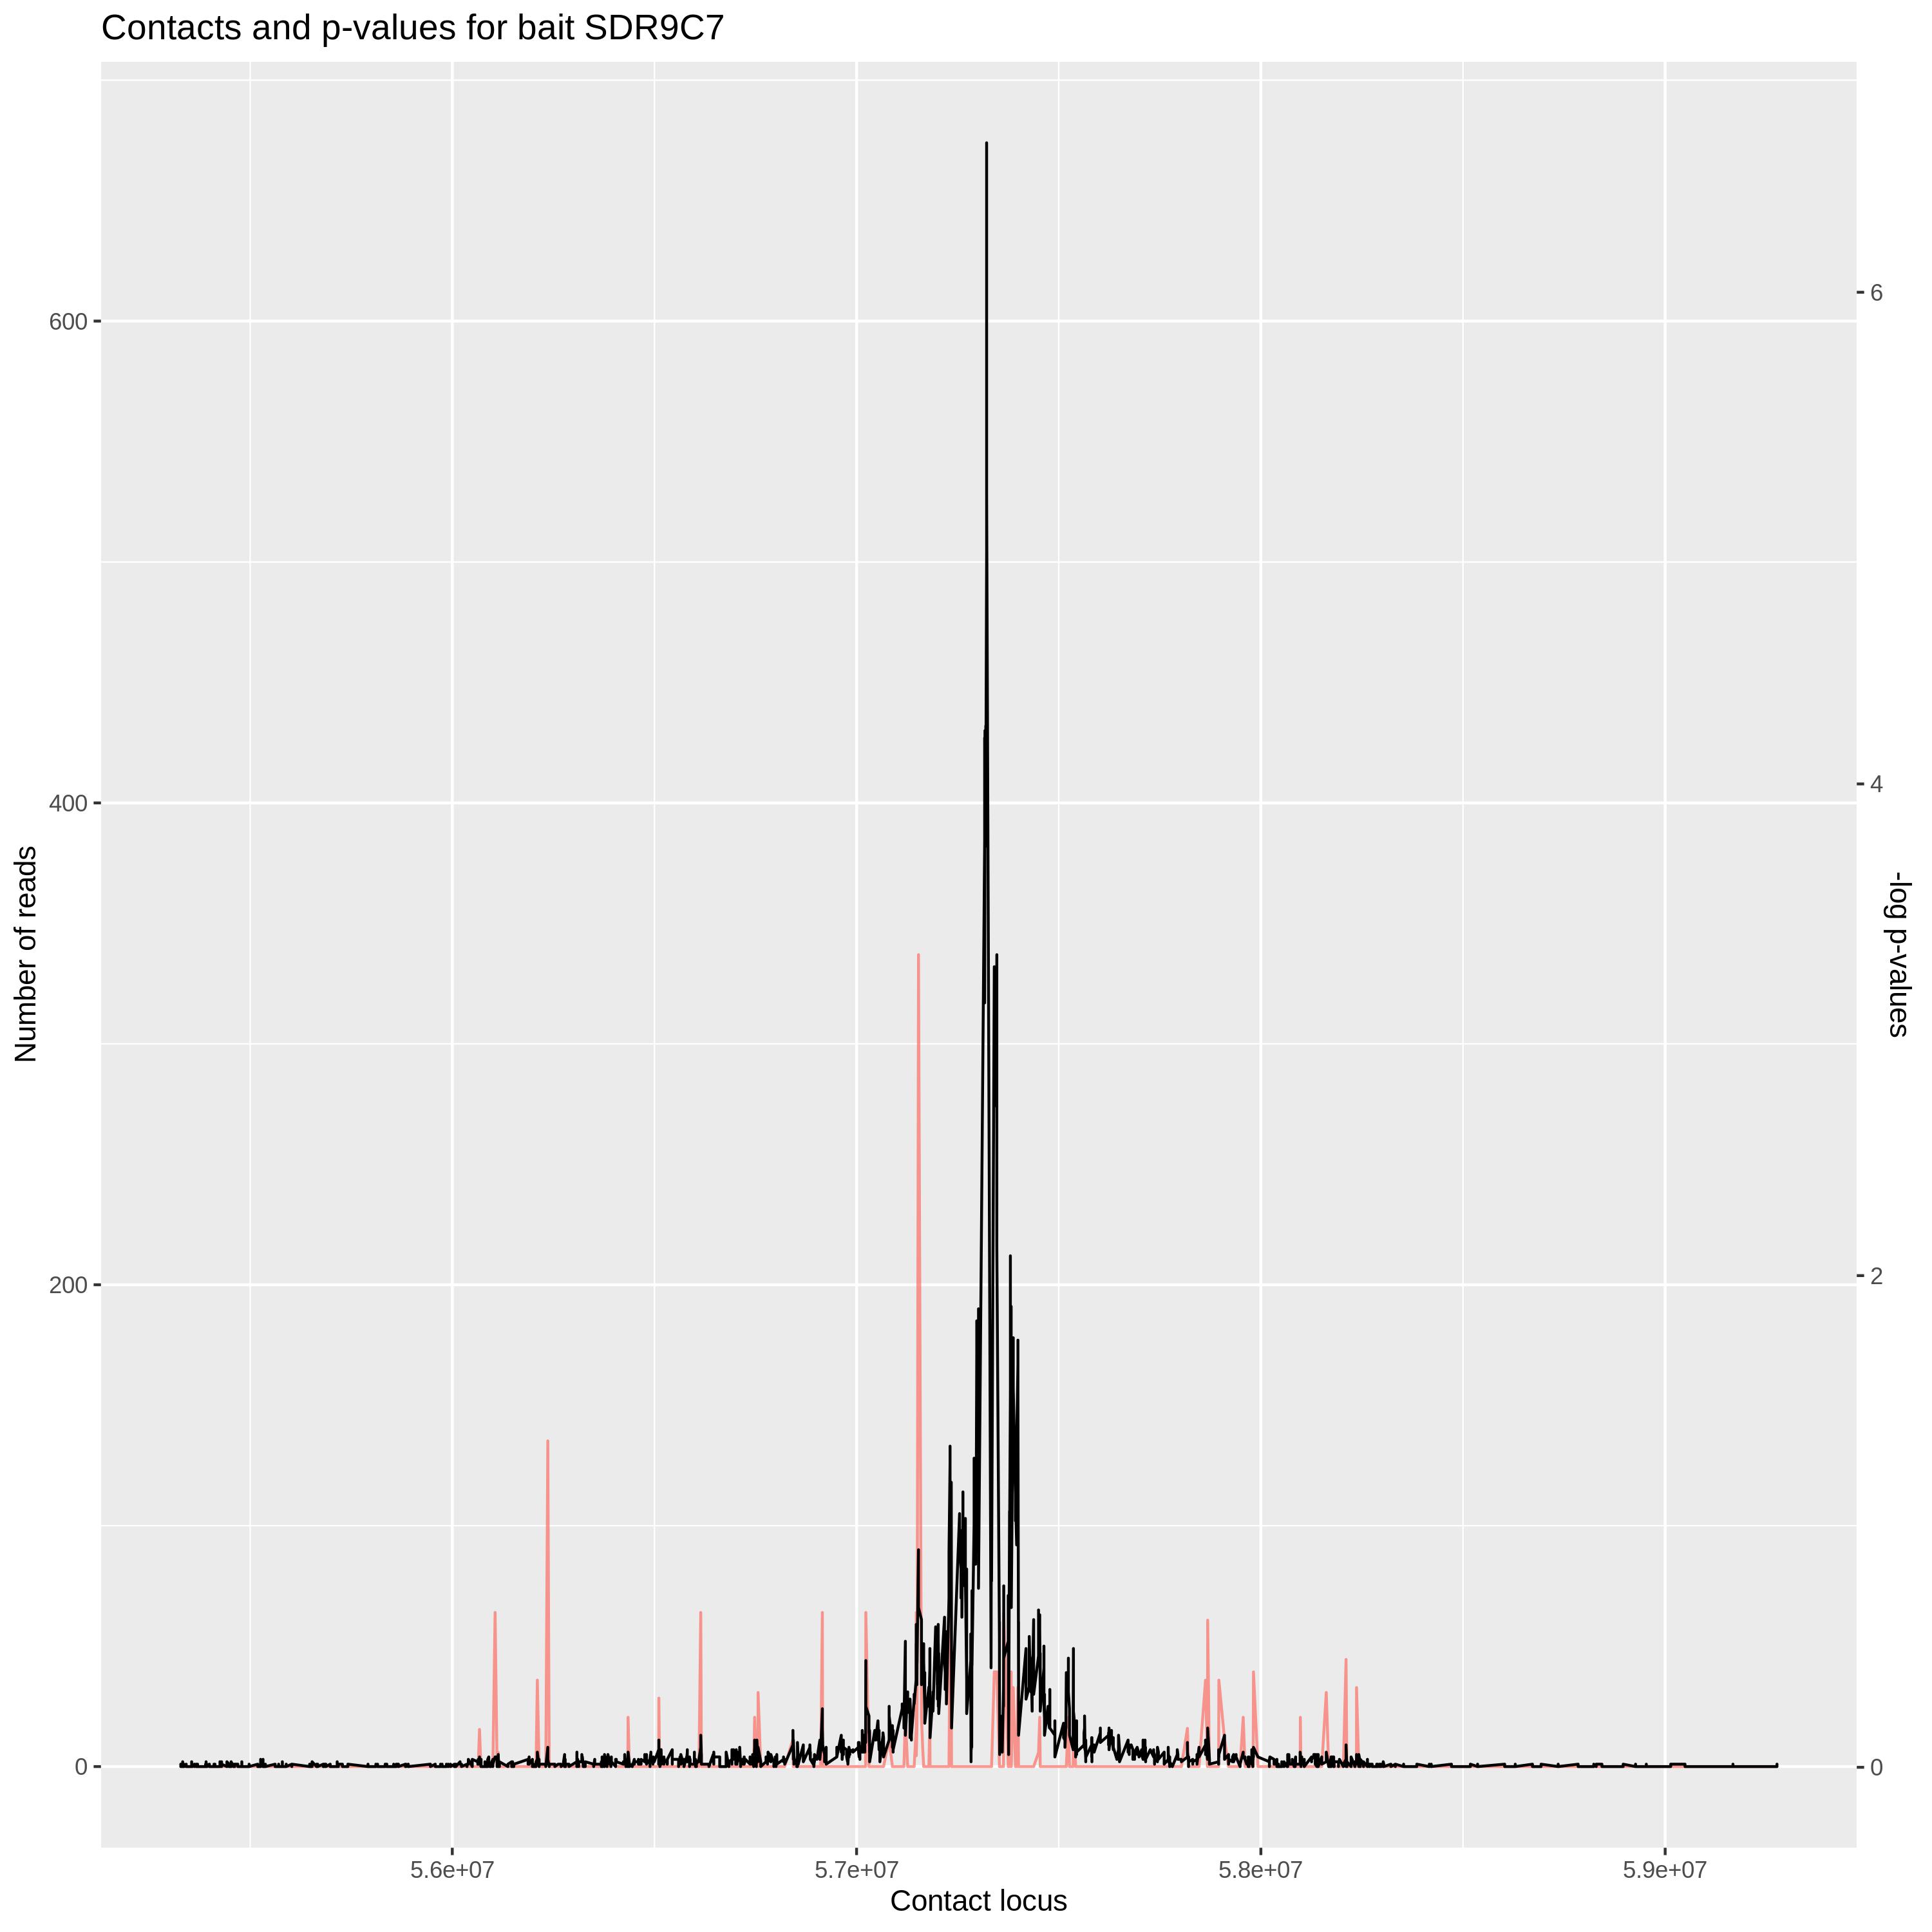 Contacts and p-values for bait SDR9C7
Number of reads
600
400
200
0
6
4
2
0
-log p-values
5.6e+07
5.7e+07
5.8e+07
5.9e+07
Contact locus